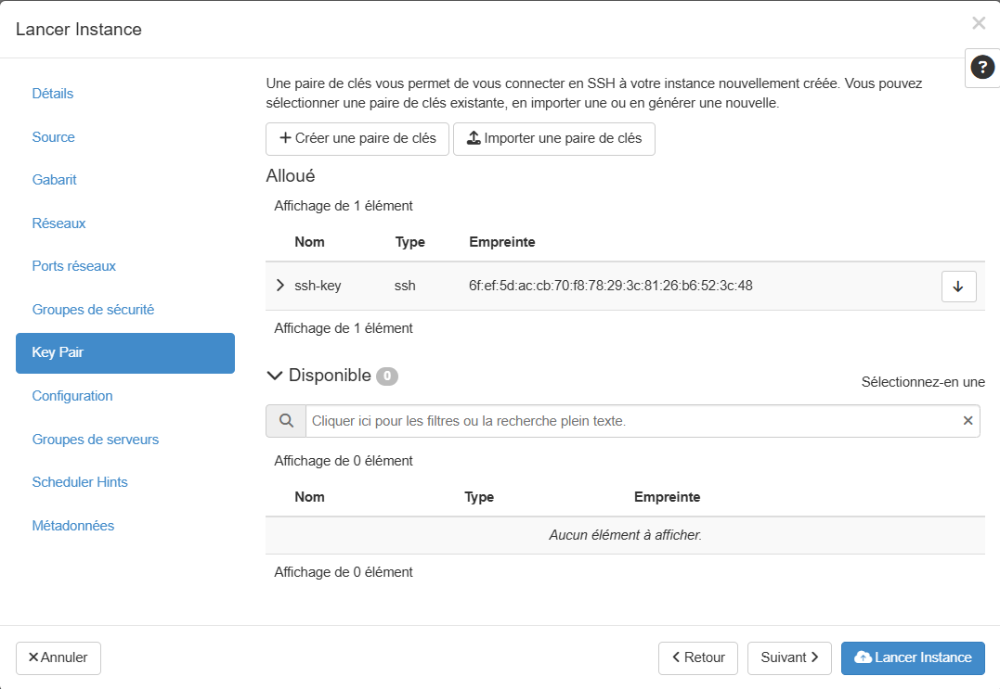 Lancer Instance
×
?
Détails
Source
Gabarit
Réseaux
Ports réseaux
Groupes de sécurité
Key Pair
Configuration
Groupes de serveurs
Scheduler Hints
Métadonnées
Une paire de clés vous permet de vous connecter en SSH à votre instance nouvellement créée. Vous pouvez
sélectionner une paire de clés existante, en importer une ou en générer une nouvelle.
+ Créer une paire de clés Importer une paire de clés
Alloué
Affichage de 1 élément
Nom Type Empreinte
ssh-key ssh 6f:ef:5d:ac:cb:70:f8:78:29:3c:81:26:b6:52:3c:48
Affichage de 1 élément
Disponible 0
Sélectionnez-en une
Cliquer ici pour les filtres ou la recherche plein texte. ×
Affichage de 0 élément
Nom Type Empreinte
Aucun élément à afficher.
Affichage de 0 élément
× Annuler < Retour Suivant > Lancer Instance